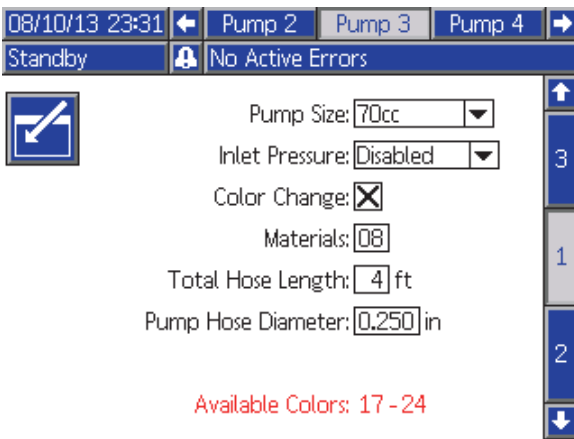 08/10/13 23:31 Pump 2 Pump 3 Pump 4
Standby No Active Errors
Pump Size: 70cc
Inlet Pressure: Disabled
3
Color Change:
Materials: 08
1
Total Hose Length: 4 ft
Pump Hose Diameter: 0.250 in
2
Available Colors: 17 - 24